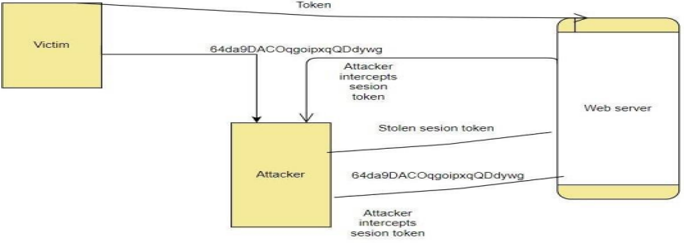 Token
Victim
64da9DACOqgoipxqQDdywg
Attacker
intercepts
sesion
token
Web server
Stolen sesion token
Attacker
64da9DACOqgoipxqQDdywg
Attacker
intercepts
sesion token